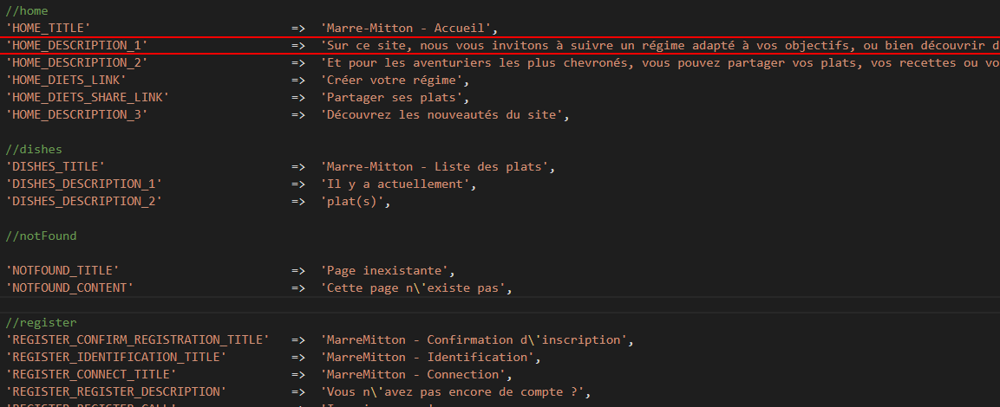 //home
'HOME_TITLE' => 'Marre-Mitton - Accueil',
'HOME_DESCRIPTION_1' => 'Sur ce site, nous vous invitons à suivre un régime adapté à vos objectifs, ou bien découvrir d
'HOME_DESCRIPTION_2' => 'Et pour les aventuriers les plus chevronés, vous pouvez partager vos plats, vos recettes ou vo
'HOME_DIETS_LINK' => 'Créer votre régime',
'HOME_DIETS_SHARE_LINK' => 'Partager ses plats',
'HOME_DESCRIPTION_3' => 'Découvrez les nouveautés du site',
//dishes
'DISHES_TITLE' => 'Marre-Mitton - Liste des plats',
'DISHES_DESCRIPTION_1' => 'Il y a actuellement',
'DISHES_DESCRIPTION_2' => 'plat(s)',
//notFound
'NOTFOUND_TITLE' => 'Page inexistante',
'NOTFOUND_CONTENT' => 'Cette page n\'existe pas',
//register
'REGISTER_CONFIRM_REGISTRATION_TITLE' => 'MarreMitton - Confirmation d\'inscription',
'REGISTER_IDENTIFICATION_TITLE' => 'MarreMitton - Identification',
'REGISTER_CONNECT_TITLE' => 'MarreMitton - Connection',
'REGISTER_REGISTER_DESCRIPTION' => 'Vous n\'avez pas encore de compte ?',